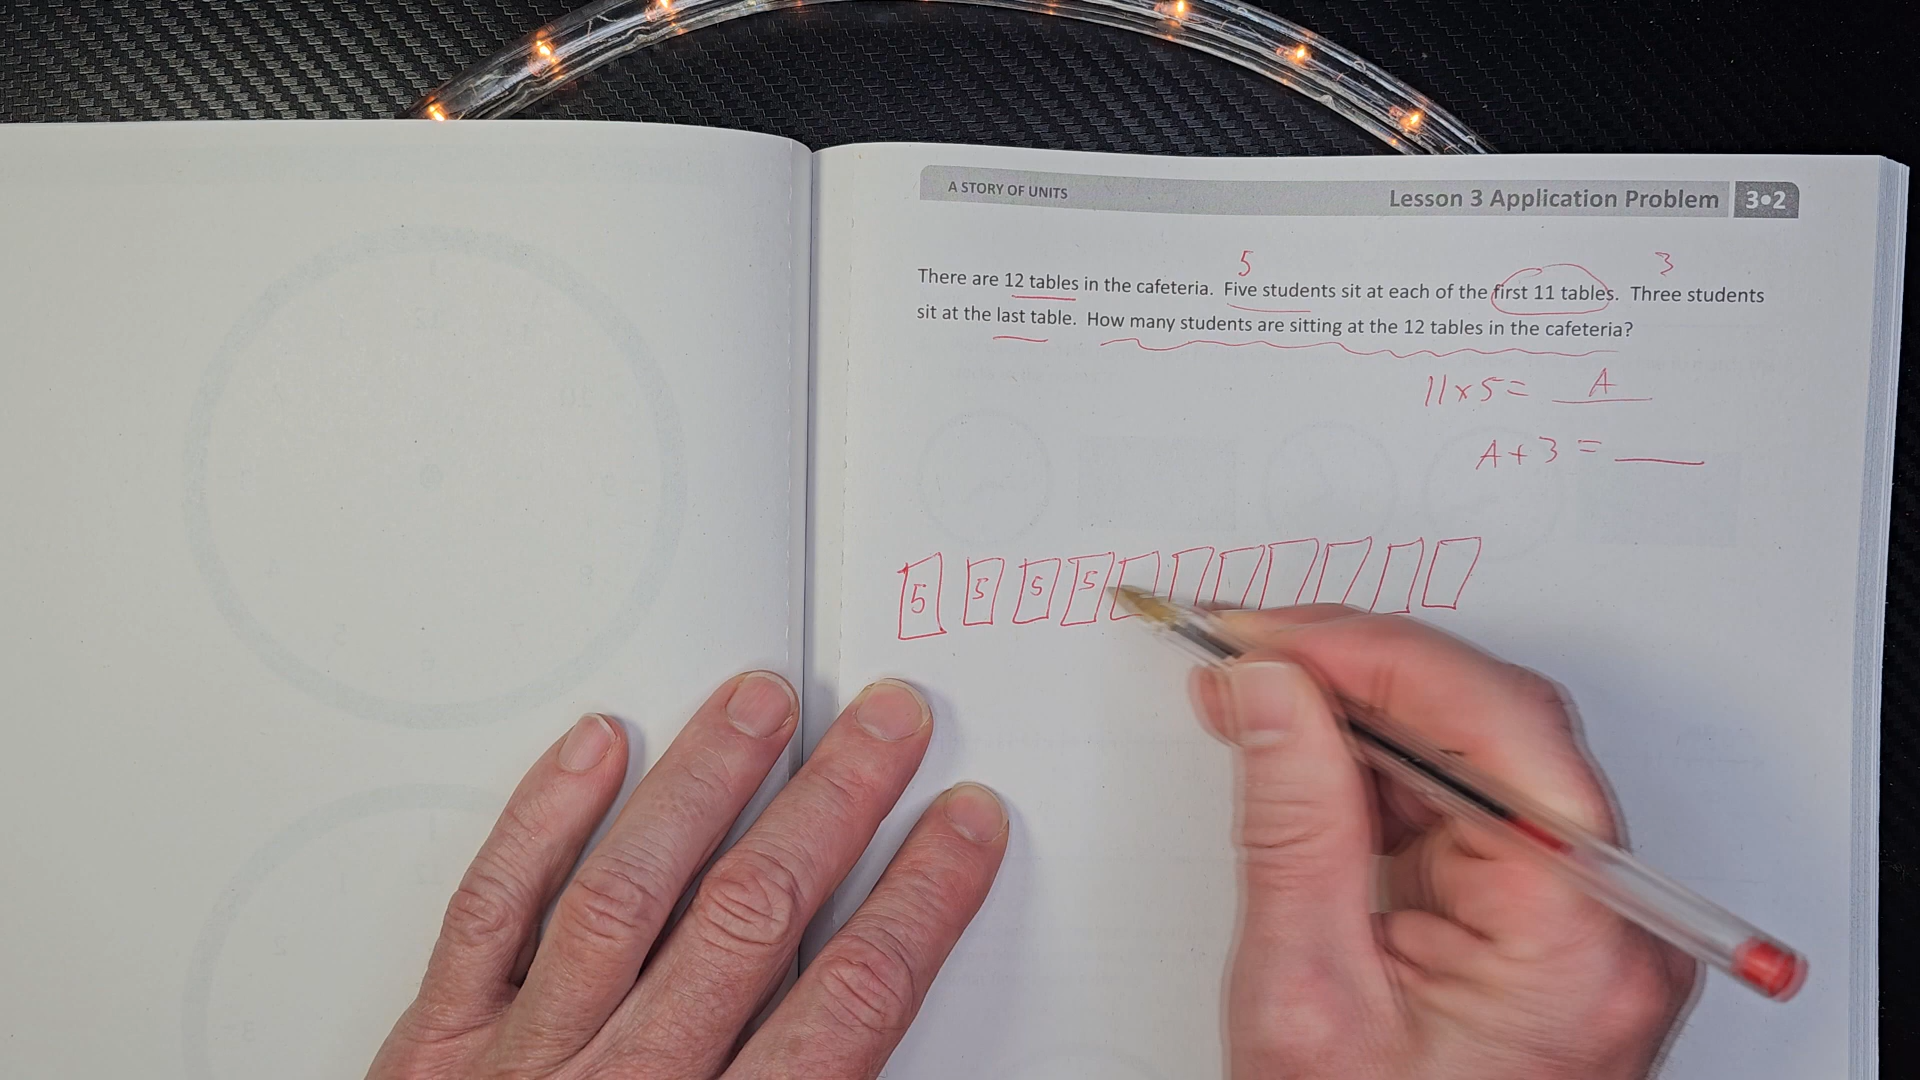 A STORY OF UNITS
Lesson 3 Application Problem 3•2
5 3
There are 12 tables in the cafeteria. Five students sit at each of the first 11 tables. Three students
sit at the last table. How many students are sitting at the 12 tables in the cafeteria?
11 x 5 = A
A + 3 = ____
5 5 5 5